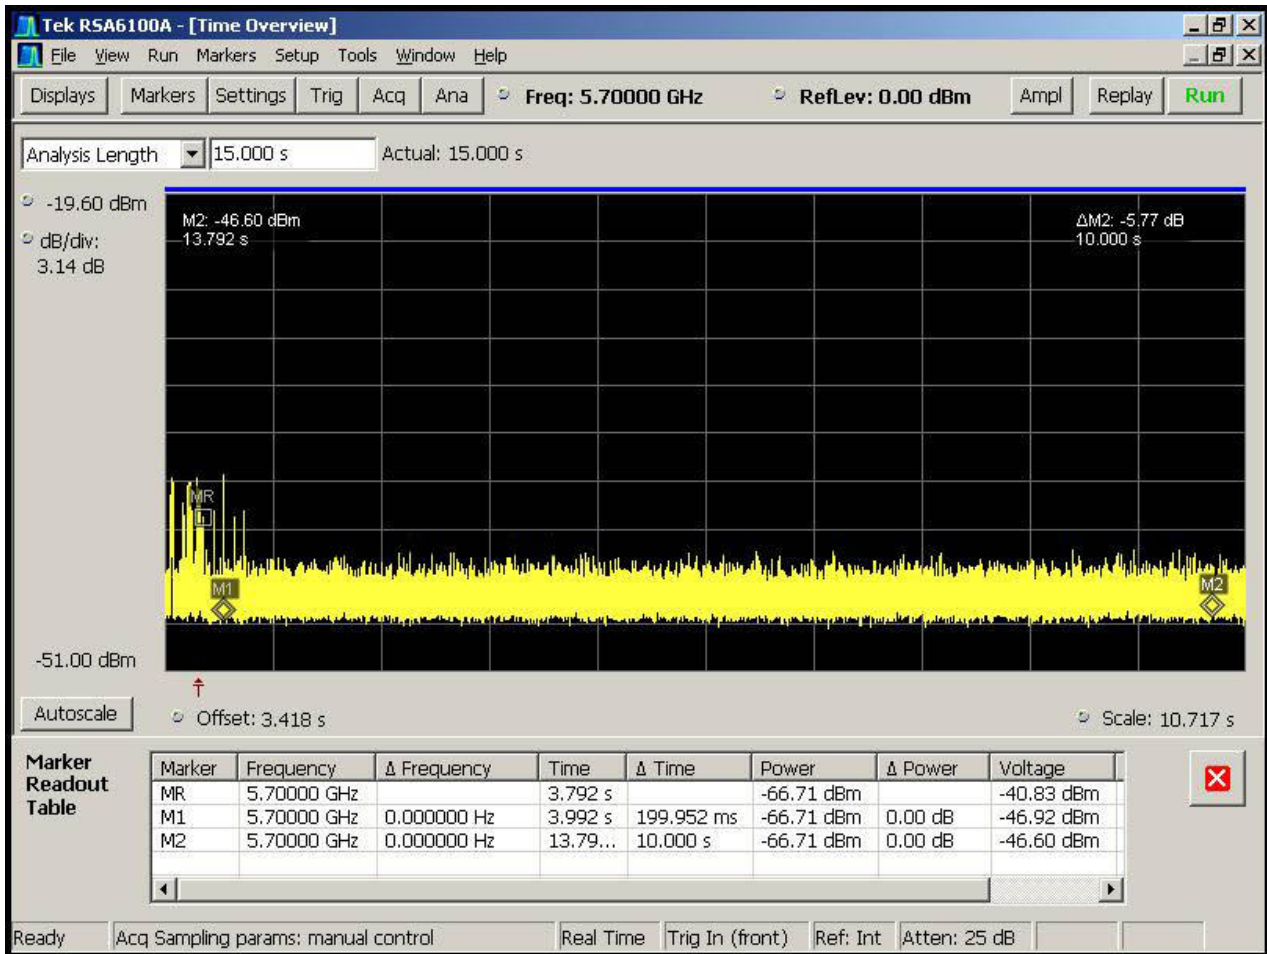 Tek RSA6100A - [Time Overview]
File View Run Markers Setup Tools Window Help
Displays Markers Settings Trig Acq Ana Freq: 5.70000 GHz RefLev: 0.00 dBm Ampl Replay Run
Analysis Length 15.000 s Actual: 15.000 s
-19.60 dBm
dB/div:
3.14 dB
M2: -46.60 dBm
13.792 s
ΔM2: -5.77 dB
10.000 s
MR
M1
M2
-51.00 dBm
Autoscale Offset: 3.418 s Scale: 10.717 s
Marker
Readout
Table
Marker Frequency Δ Frequency Time Δ Time Power Δ Power Voltage
MR 5.70000 GHz 3.792 s -66.71 dBm -40.83 dBm
M1 5.70000 GHz 0.000000 Hz 3.992 s 199.952 ms -66.71 dBm 0.00 dB -46.92 dBm
M2 5.70000 GHz 0.000000 Hz 13.79... 10.000 s -66.71 dBm 0.00 dB -46.60 dBm
Ready Acq Sampling params: manual control Real Time Trig In (front) Ref: Int Atten: 25 dB